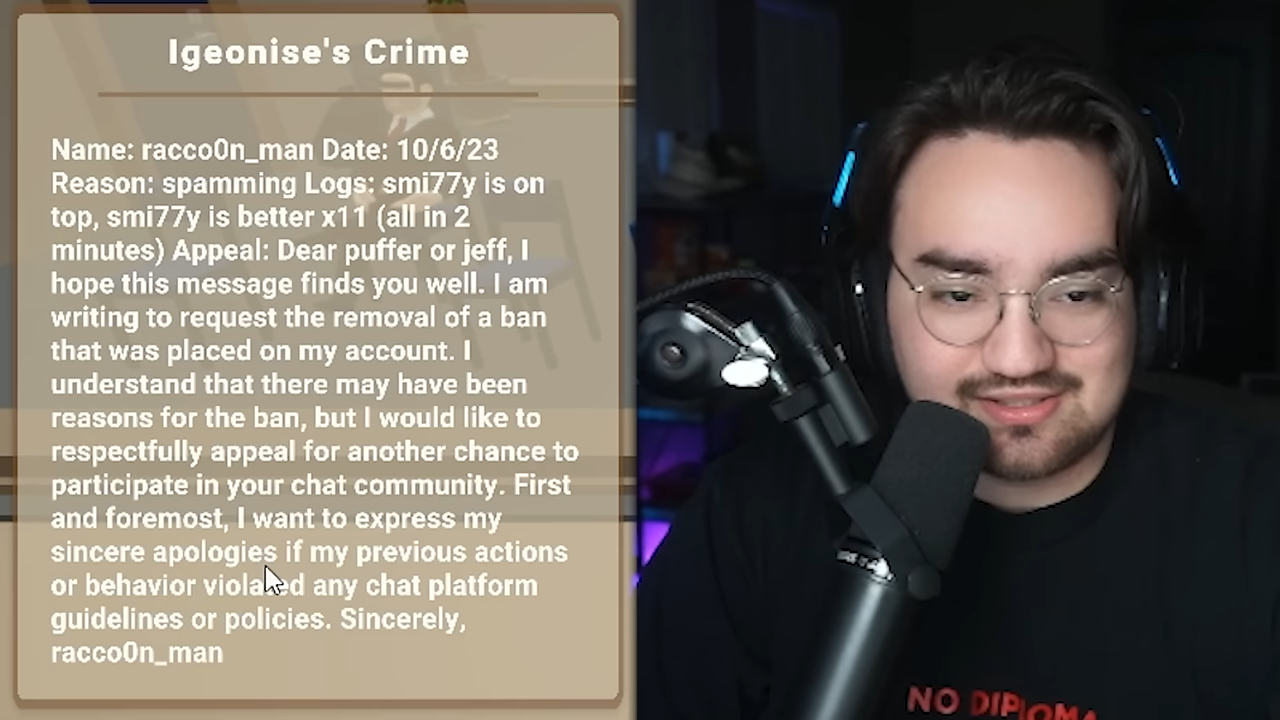 Igeonise's Crime
Name: racco0n_man Date: 10/6/23
Reason: spamming Logs: smi77y is on
top, smi77y is better x11 (all in 2
minutes) Appeal: Dear puffer or jeff, I
hope this message finds you well. I am
writing to request the removal of a ban
that was placed on my account. I
understand that there may have been
reasons for the ban, but I would like to
respectfully appeal for another chance to
participate in your chat community. First
and foremost, I want to express my
sincere apologies if my previous actions
or behavior violated any chat platform
guidelines or policies. Sincerely,
racco0n_man
NO DIPLOMA